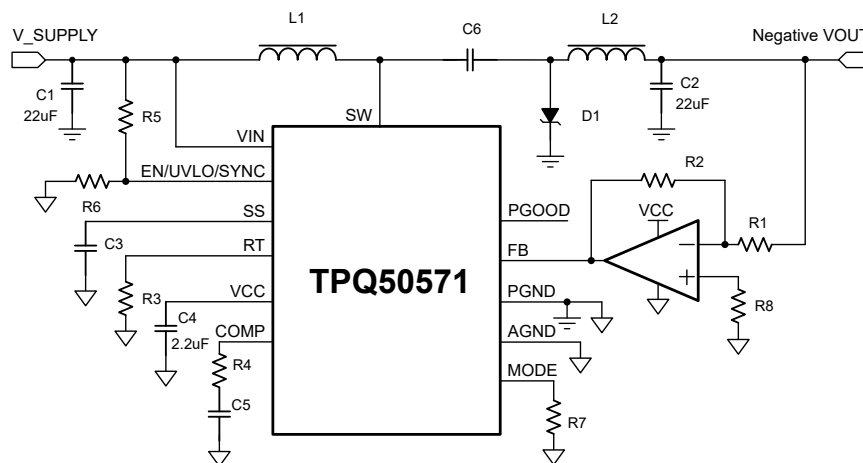 L1
C6
L2
V_SUPPLY
Negative VOUT
C1
22uF
R5
SW
D1
C2
22uF
VIN
EN/UVLO/SYNC
R2
R6
SS
PGOOD
VCC
R1
C3
RT
FB
TPQ50571
R3
VCC
PGND
R8
C4
2.2uF
COMP
AGND
R4
MODE
C5
R7